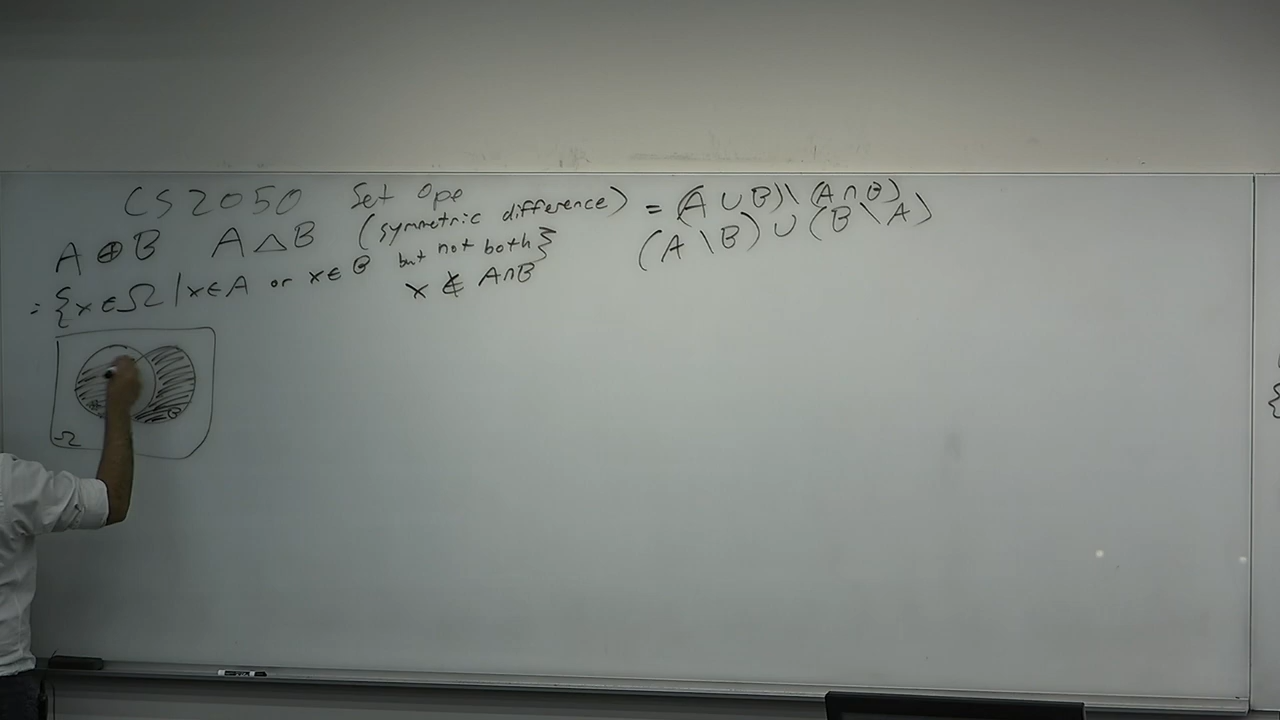 CS2050 Set Ope
A ⊕ B A △ B (symmetric difference) = (A ∪ B)\(A ∩ B)
(A \ B) ∪ (B \ A)
= {x ∈ Ω | x ∈ A or x ∈ B but not both}
x ∉ A∩B
Ω